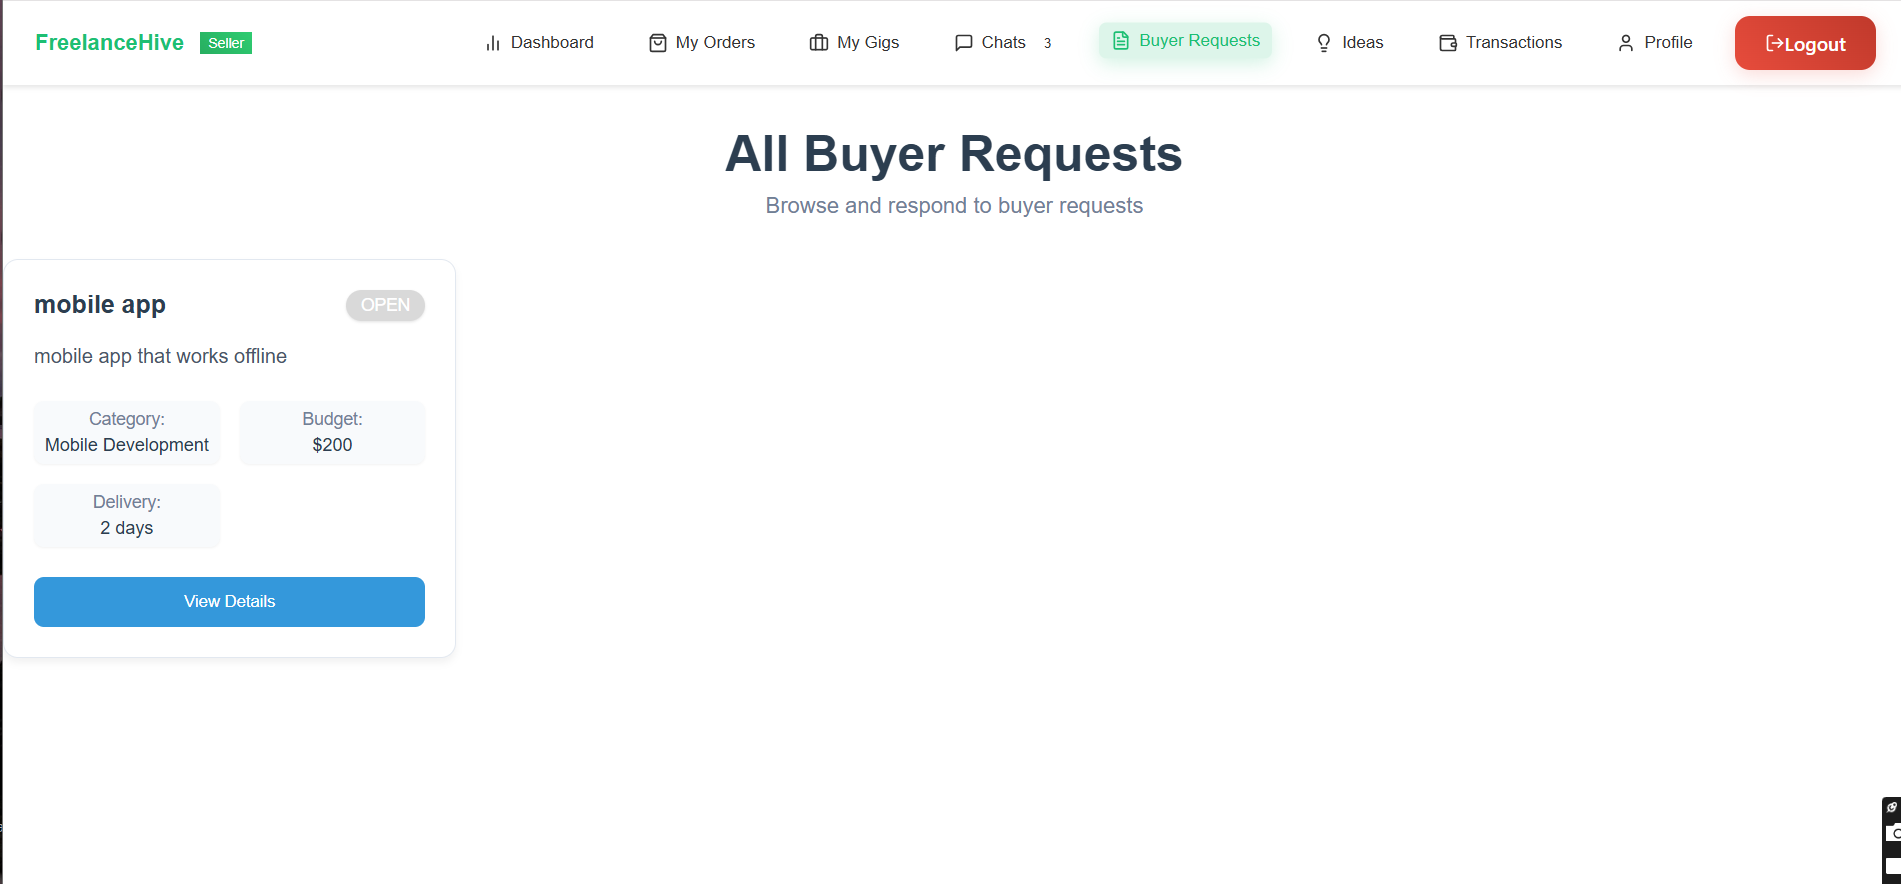 FreelanceHive Seller Dashboard My Orders My Gigs Chats 3 Buyer Requests Ideas Transactions Profile Logout
All Buyer Requests
Browse and respond to buyer requests
mobile app OPEN
mobile app that works offline
Category: Budget:
Mobile Development $200
Delivery:
2 days
View Details